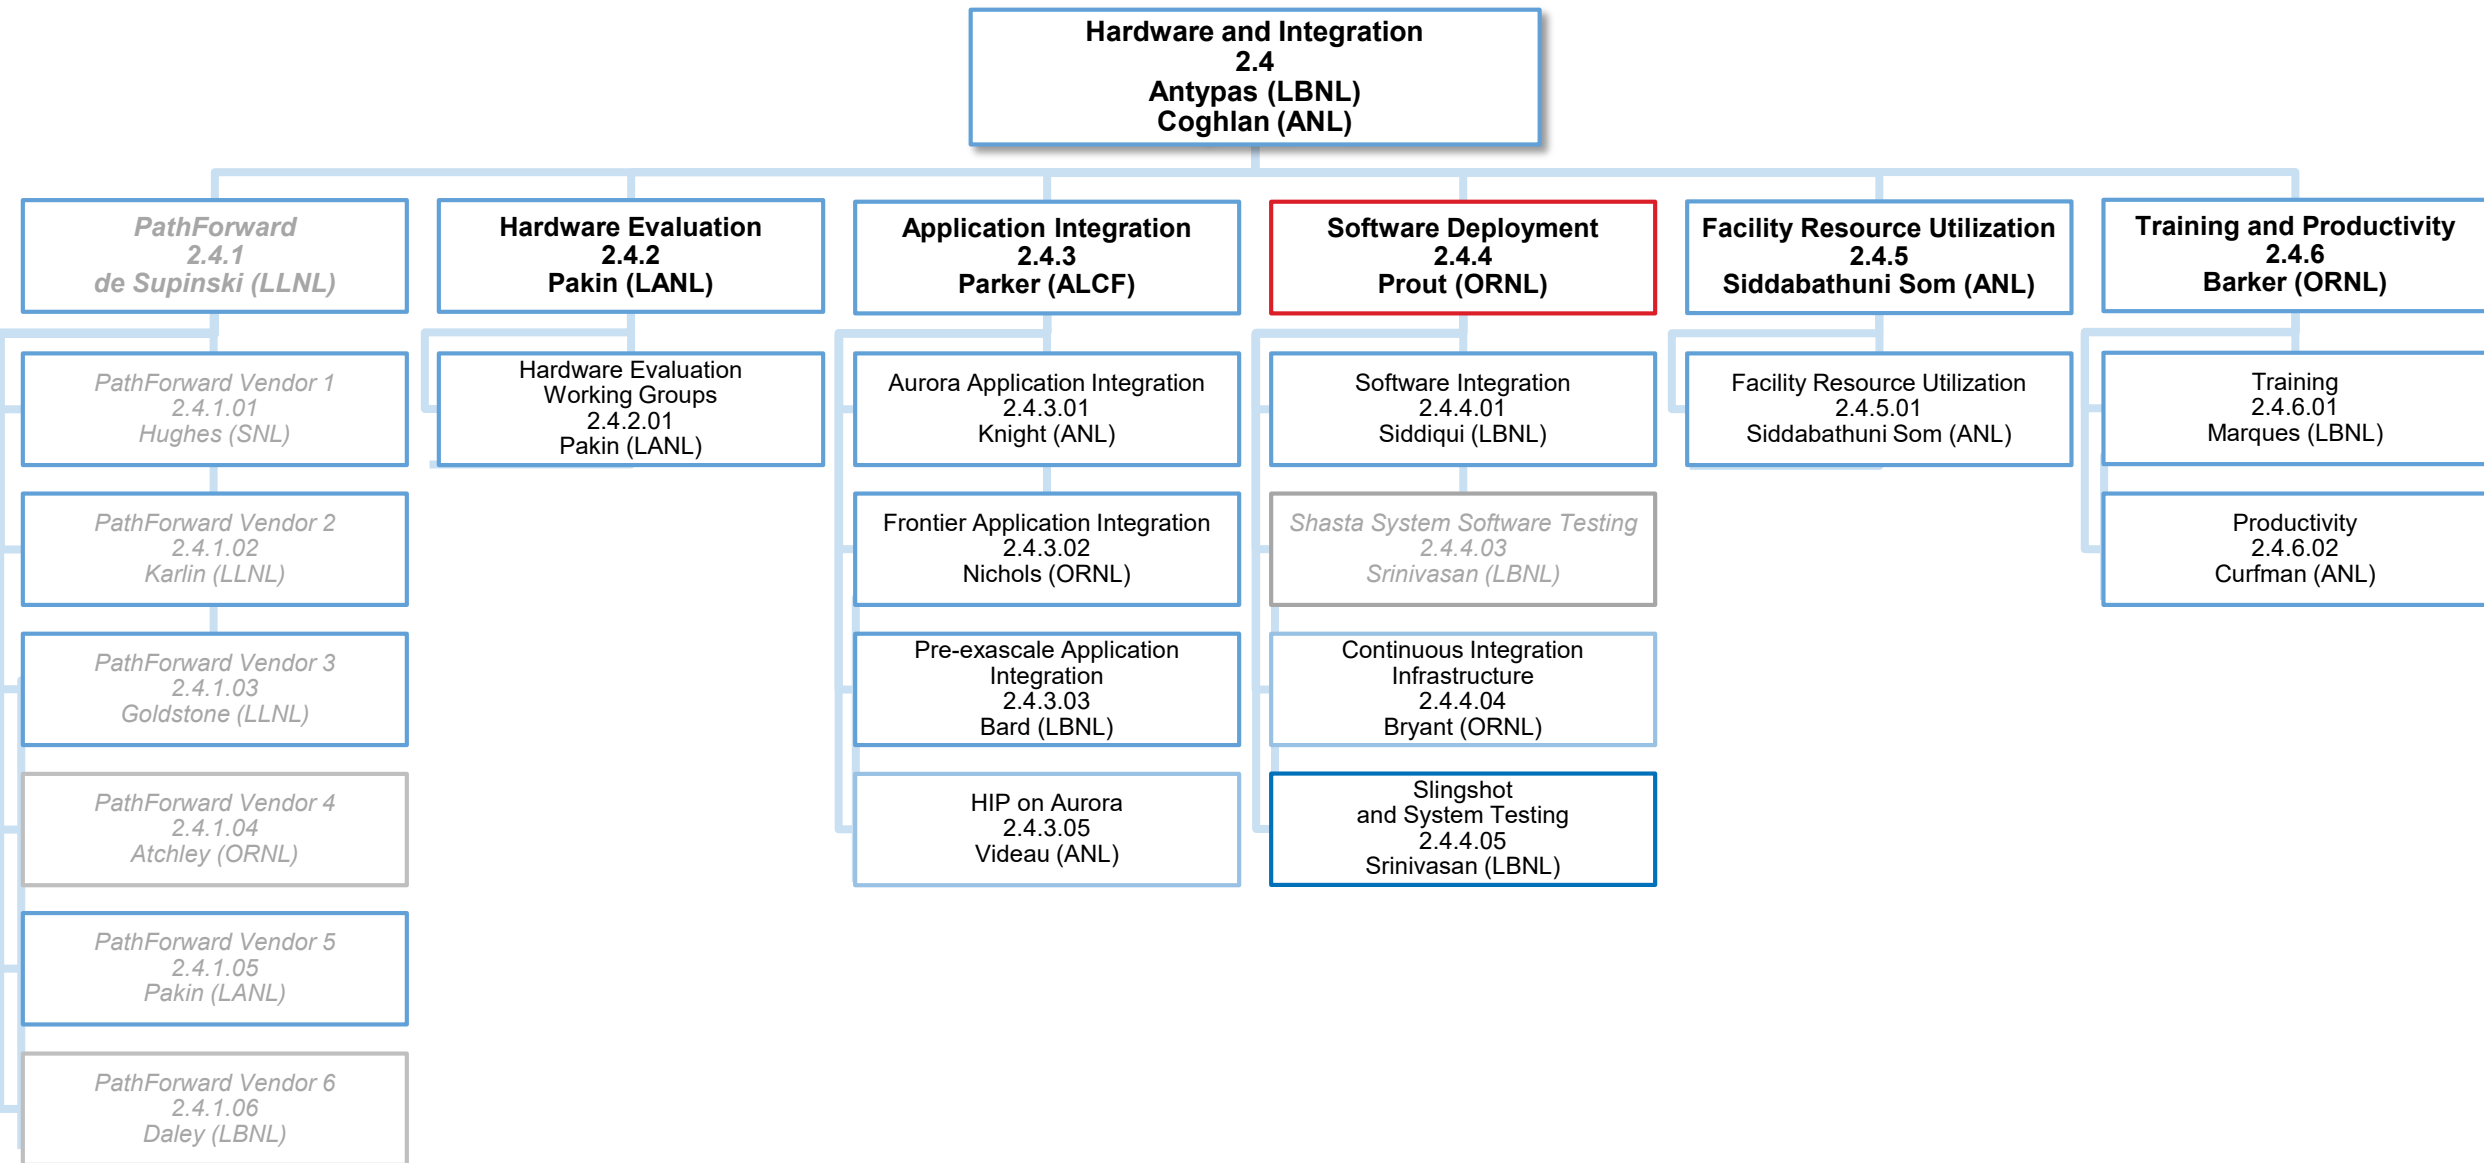 Hardware and Integration
2.4
Antypas (LBNL)
Coghlan (ANL)
PathForward
2.4.1
de Supinski (LLNL)
PathForward Vendor 1
2.4.1.01
Hughes (SNL)
PathForward Vendor 2
2.4.1.02
Karlin (LLNL)
PathForward Vendor 3
2.4.1.03
Goldstone (LLNL)
PathForward Vendor 4
2.4.1.04
Atchley (ORNL)
PathForward Vendor 5
2.4.1.05
Pakin (LANL)
PathForward Vendor 6
2.4.1.06
Daley (LBNL)
Hardware Evaluation
2.4.2
Pakin (LANL)
Hardware Evaluation
Working Groups
2.4.2.01
Pakin (LANL)
Application Integration
2.4.3
Parker (ALCF)
Aurora Application Integration
2.4.3.01
Knight (ANL)
Frontier Application Integration
2.4.3.02
Nichols (ORNL)
Pre-exascale Application
Integration
2.4.3.03
Bard (LBNL)
HIP on Aurora
2.4.3.05
Videau (ANL)
Software Deployment
2.4.4
Prout (ORNL)
Software Integration
2.4.4.01
Siddiqui (LBNL)
Shasta System Software Testing
2.4.4.03
Srinivasan (LBNL)
Continuous Integration
Infrastructure
2.4.4.04
Bryant (ORNL)
Slingshot
and System Testing
2.4.4.05
Srinivasan (LBNL)
Facility Resource Utilization
2.4.5
Siddabathuni Som (ANL)
Facility Resource Utilization
2.4.5.01
Siddabathuni Som (ANL)
Training and Productivity
2.4.6
Barker (ORNL)
Training
2.4.6.01
Marques (LBNL)
Productivity
2.4.6.02
Curfman (ANL)